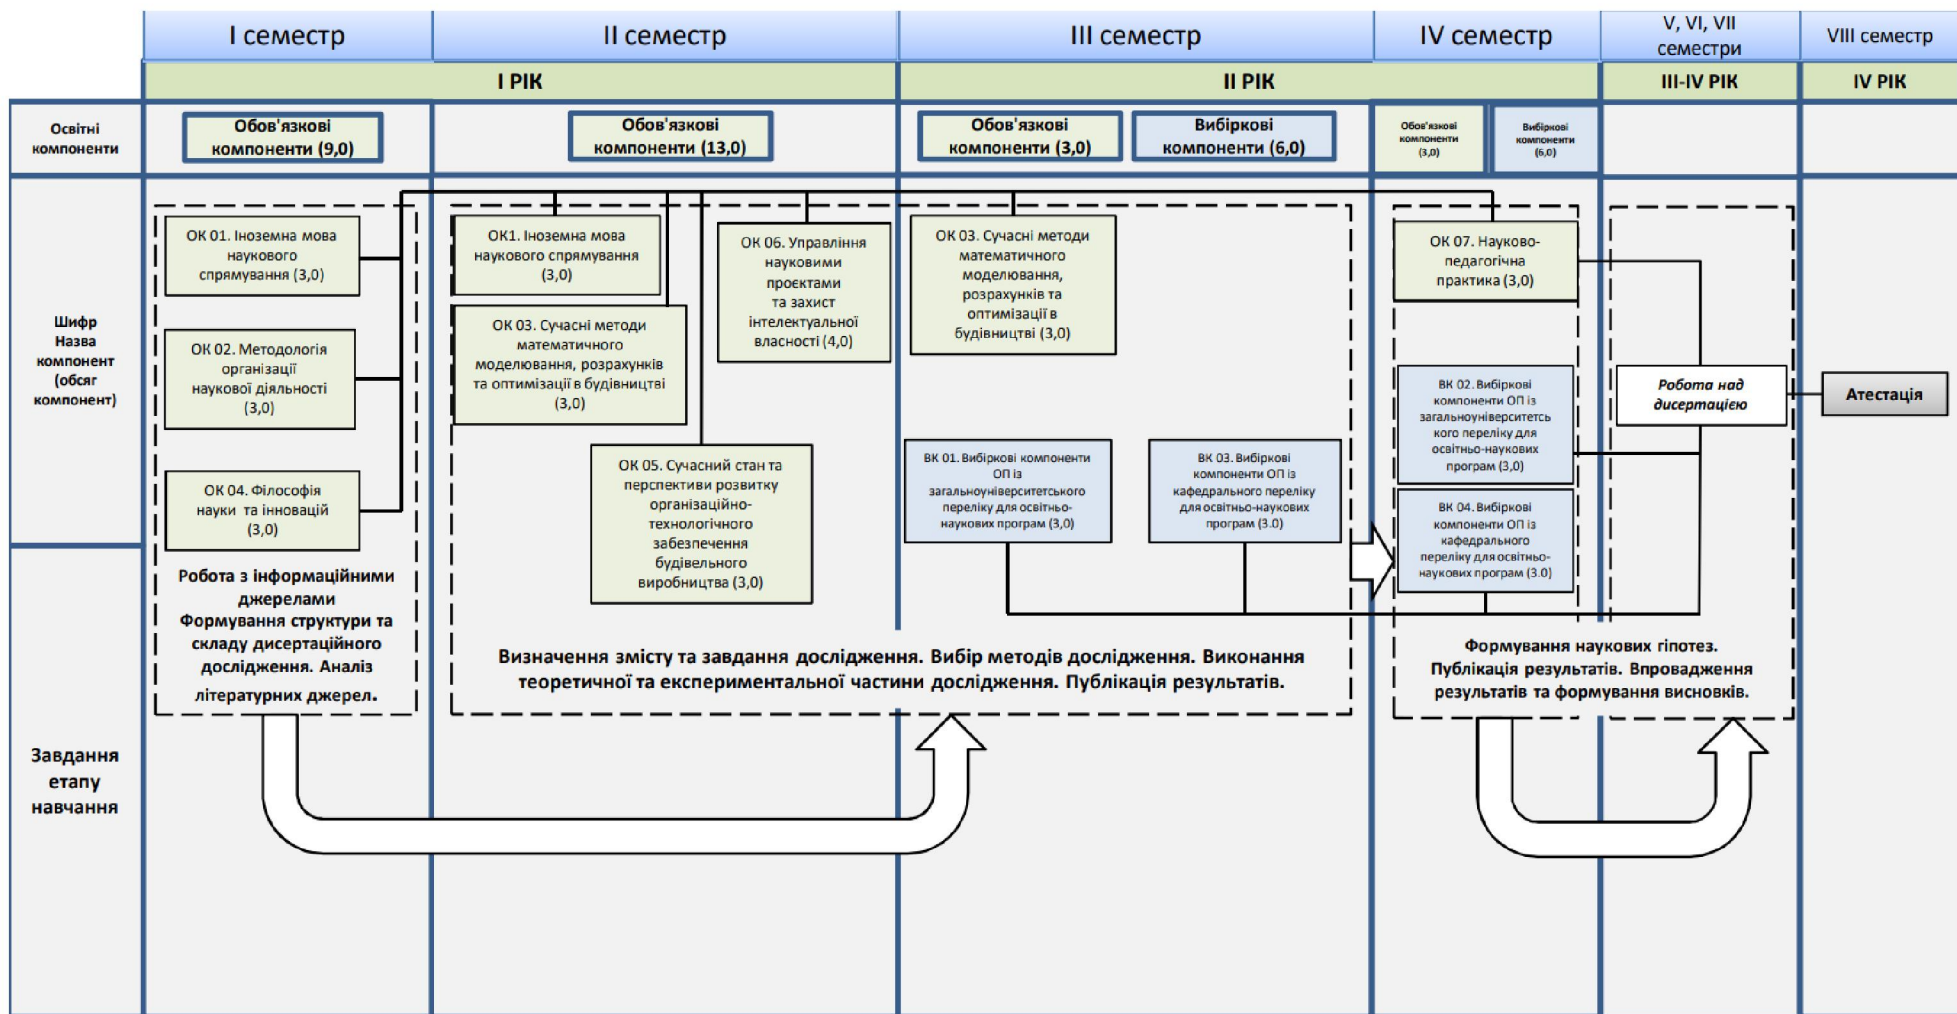 I семестр
II семестр
III семестр
IV семестр
V, VI, VII
семестри
VIII семестр
I РІК
II РІК
III-IV РІК
IV РІК
Освітні
компоненти
Обов'язкові
компоненти (9,0)
Обов'язкові
компоненти (13,0)
Обов'язкові
компоненти (3,0)
Вибіркові
компоненти (6,0)
Обов'язкові
компоненти
(3,0)
Вибіркові
компоненти
(6,0)
Шифр
Назва
компонент
(обсяг
компонент)
ОК 01. Іноземна мова
наукового
спрямування (3,0)
ОК 02. Методологія
організації
наукової діяльності
(3,0)
ОК 04. Філософія
науки та інновацій
(3,0)
Робота з інформаційними
джерелами
Формування структури та
складу дисертаційного
дослідження. Аналіз
літературних джерел.
ОК1. Іноземна мова
наукового спрямування
(3,0)
ОК 03. Сучасні методи
математичного
моделювання, розрахунків
та оптимізації в будівництві
(3,0)
ОК 06. Управління
науковими
проєктами
та захист
інтелектуальної
власності (4,0)
ОК 05. Сучасний стан та
перспективи розвитку
організаційно-
технологічного
забезпечення
будівельного
виробництва (3,0)
ОК 03. Сучасні методи
математичного
моделювання,
розрахунків та
оптимізації в
будівництві (3,0)
ВК 01. Вибіркові компоненти
ОП із
загальноуніверситетського
переліку для освітньо-
наукових програм (3,0)
ВК 03. Вибіркові
компоненти ОП із
кафедрального переліку
для освітньо-наукових
програм (3.0)
Визначення змісту та завдання дослідження. Вибір методів дослідження. Виконання
теоретичної та експериментальної частини дослідження. Публікація результатів.
ОК 07. Науково-
педагогічна
практика (3,0)
ВК 02. Вибіркові
компоненти ОП із
загальноуніверситетсь
кого переліку для
освітньо-наукових
програм (3,0)
ВК 04. Вибіркові
компоненти ОП із
кафедрального
переліку для освітньо-
наукових програм (3.0)
Робота над
дисертацією
Атестація
Формування наукових гіпотез.
Публікація результатів. Впровадження
результатів та формування висновків.
Завдання
етапу
навчання